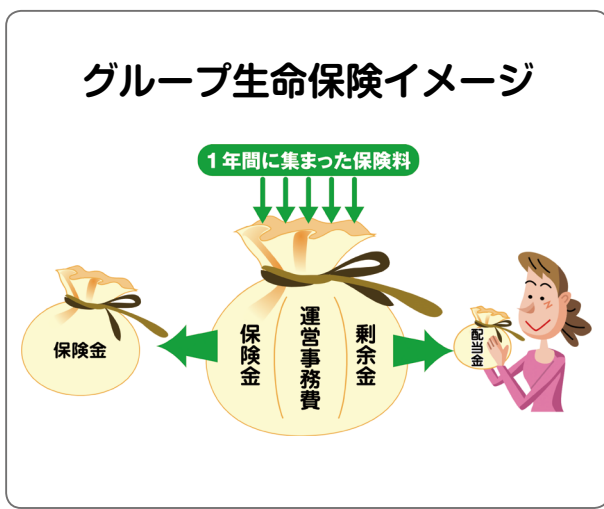 グループ生命保険イメージ
1年間に集まった保険料
保険金
保険金
運営事務費
剰余金
配当金